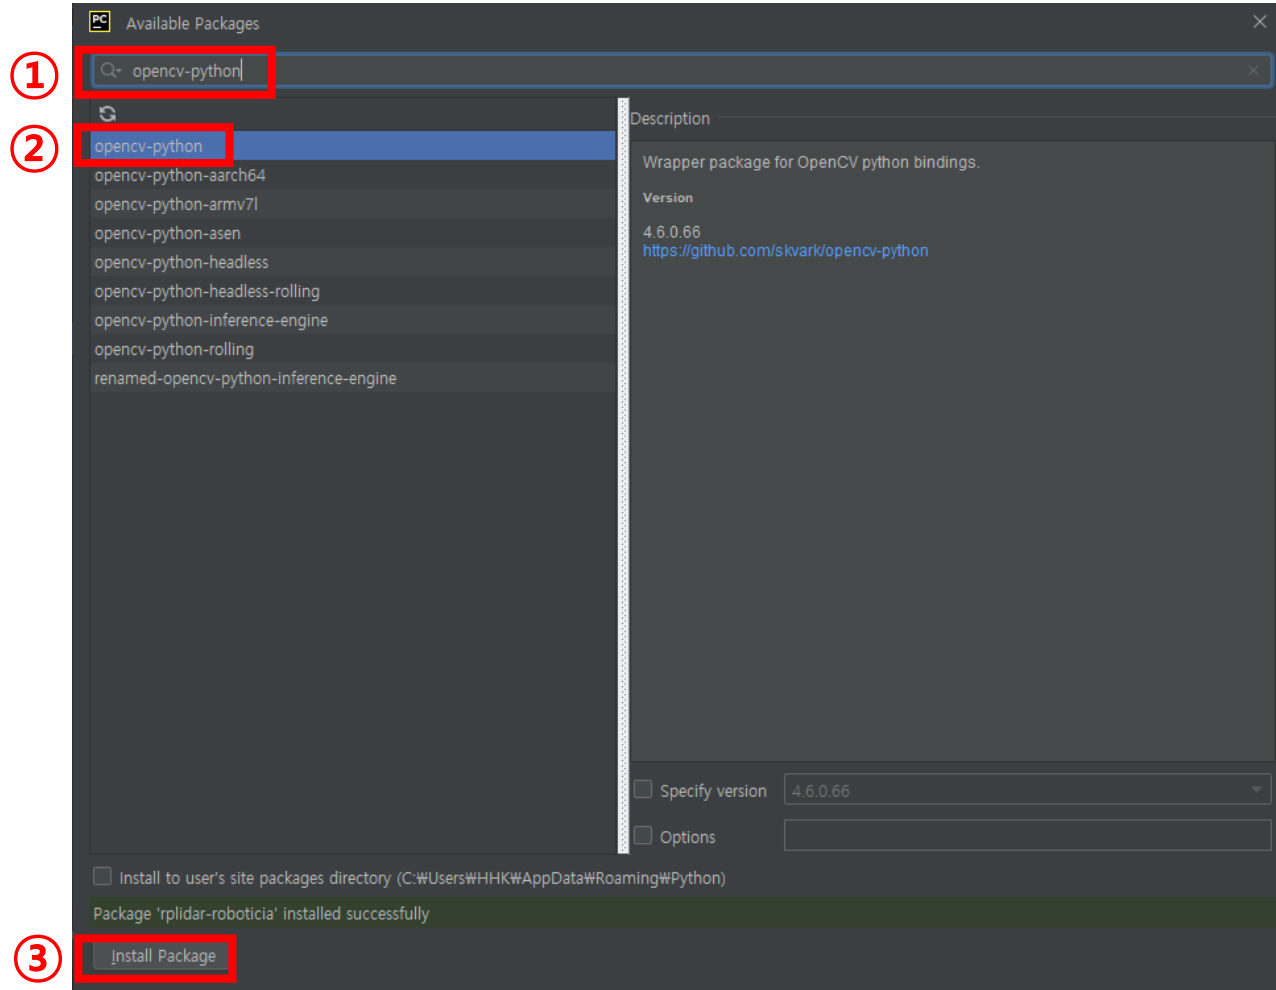 PC Available Packages
① opencv-python
② opencv-python
opencv-python-aarch64
opencv-python-armv7l
opencv-python-asen
opencv-python-headless
opencv-python-headless-rolling
opencv-python-inference-engine
opencv-python-rolling
renamed-opencv-python-inference-engine
Description
Wrapper package for OpenCV python bindings.
Version
4.6.0.66
https://github.com/skvark/opencv-python
Specify version 4.6.0.66
Options
Install to user's site packages directory (C:₩Users₩HHK₩AppData₩Roaming₩Python)
Package 'rplidar-roboticia' installed successfully
③ Install Package